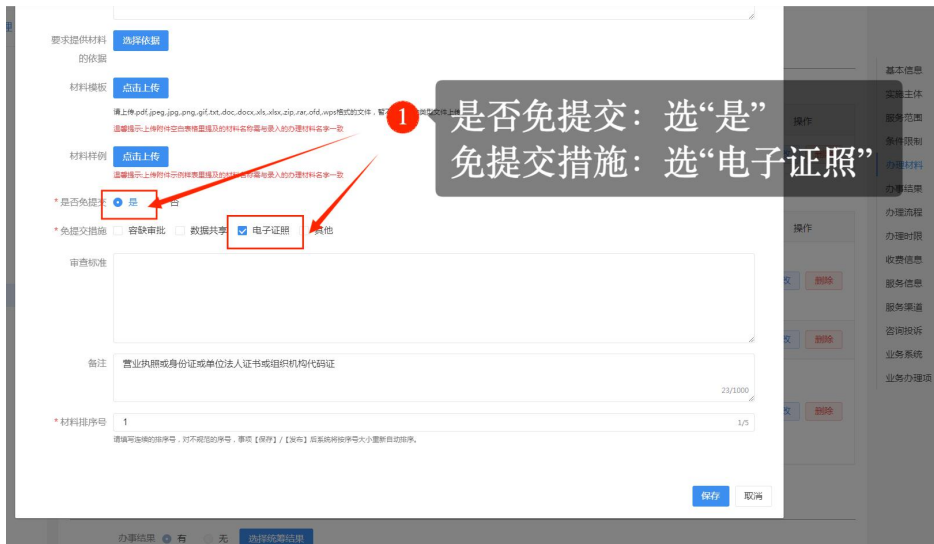 要求提供材料 选择依据
的依据
材料模板 点击上传
请上传.pdf,jpeg,jpg,png,gif,txt,doc,docx,xls,xlsx,zip,rar,ofd,wps格式的文件，
温馨提示:上传附件空白表格里提及的材料名称需与录入的办理材料名字一致
1
是否免提交：选“是”
免提交措施：选“电子证照”
材料样例 点击上传
温馨提示:上传附件示例样表里提及的材料名称需与录入的办理材料名字一致
*是否免提交 是 否
*免提交措施 容缺审批 数据共享 电子证照 其他
审查标准
备注 营业执照或身份证或单位法人证书或组织机构代码证
23/1000
*材料排序号 1 1/5
请填写连续的排序号，对不规范的序号，事项【保存】/【发布】后系统将按序号大小重新自动排序。
保存 取消
办事结果 有 无 选择统筹结果
操作
操作
删除
删除
删除
基本信息
实施主体
服务范围
条件限制
办理材料
办事结果
办理流程
办理时限
收费信息
服务信息
服务渠道
咨询投诉
业务系统
业务办理项